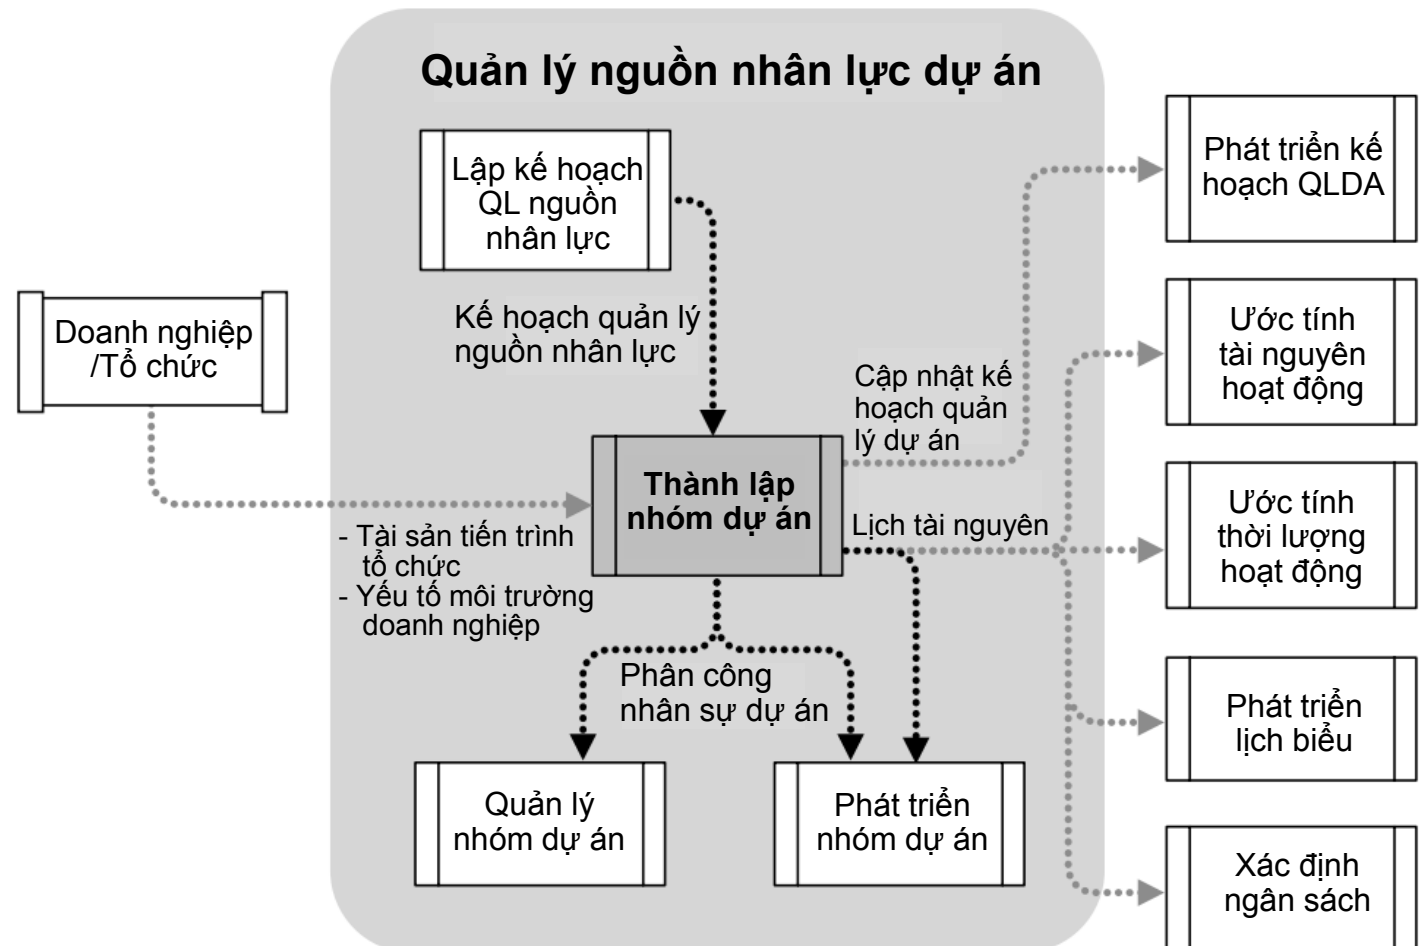 Quản lý nguồn nhân lực dự án
Lập kế hoạch
QL nguồn
nhân lực
Phát triển kế
hoạch QLDA
Doanh nghiệp
/Tổ chức
Kế hoạch quản lý
nguồn nhân lực
Ước tính
tài nguyên
hoạt động
Cập nhật kế
hoạch quản
lý dự án
Thành lập
nhóm dự án
Lịch tài nguyên
Ước tính
thời lượng
hoạt động
- Tài sản tiến trình
tổ chức
- Yếu tố môi trường
doanh nghiệp
Phân công
nhân sự dự án
Phát triển
lịch biểu
Quản lý
nhóm dự án
Phát triển
nhóm dự án
Xác định
ngân sách